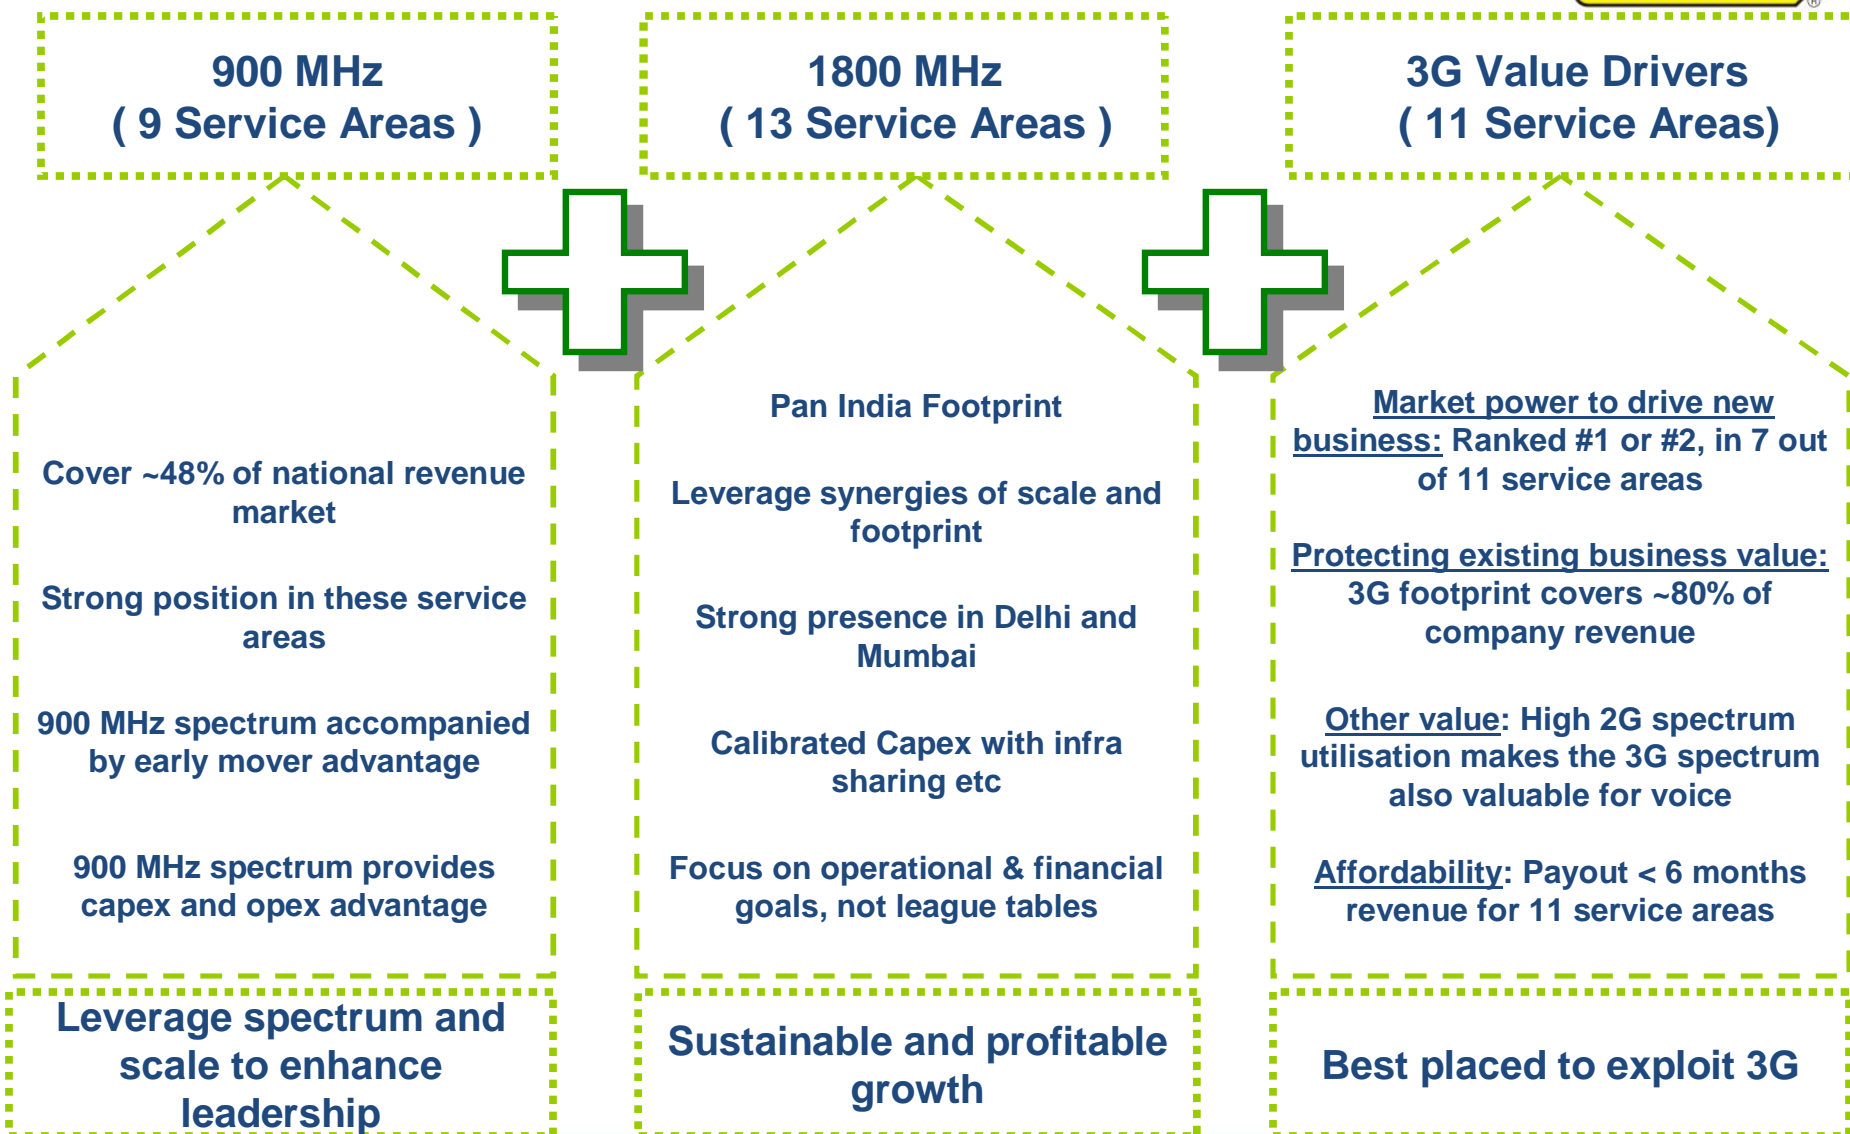 900 MHz
( 9 Service Areas )
Cover ~48% of national revenue
market
Strong position in these service
areas
900 MHz spectrum accompanied
by early mover advantage
900 MHz spectrum provides
capex and opex advantage
Leverage spectrum and
scale to enhance
leadership
1800 MHz
( 13 Service Areas )
Pan India Footprint
Leverage synergies of scale and
footprint
Strong presence in Delhi and
Mumbai
Calibrated Capex with infra
sharing etc
Focus on operational & financial
goals, not league tables
Sustainable and profitable
growth
®
3G Value Drivers
( 11 Service Areas)
Market power to drive new
business: Ranked #1 or #2, in 7 out
of 11 service areas
Protecting existing business value:
3G footprint covers ~80% of
company revenue
Other value: High 2G spectrum
utilisation makes the 3G spectrum
also valuable for voice
Affordability: Payout < 6 months
revenue for 11 service areas
Best placed to exploit 3G